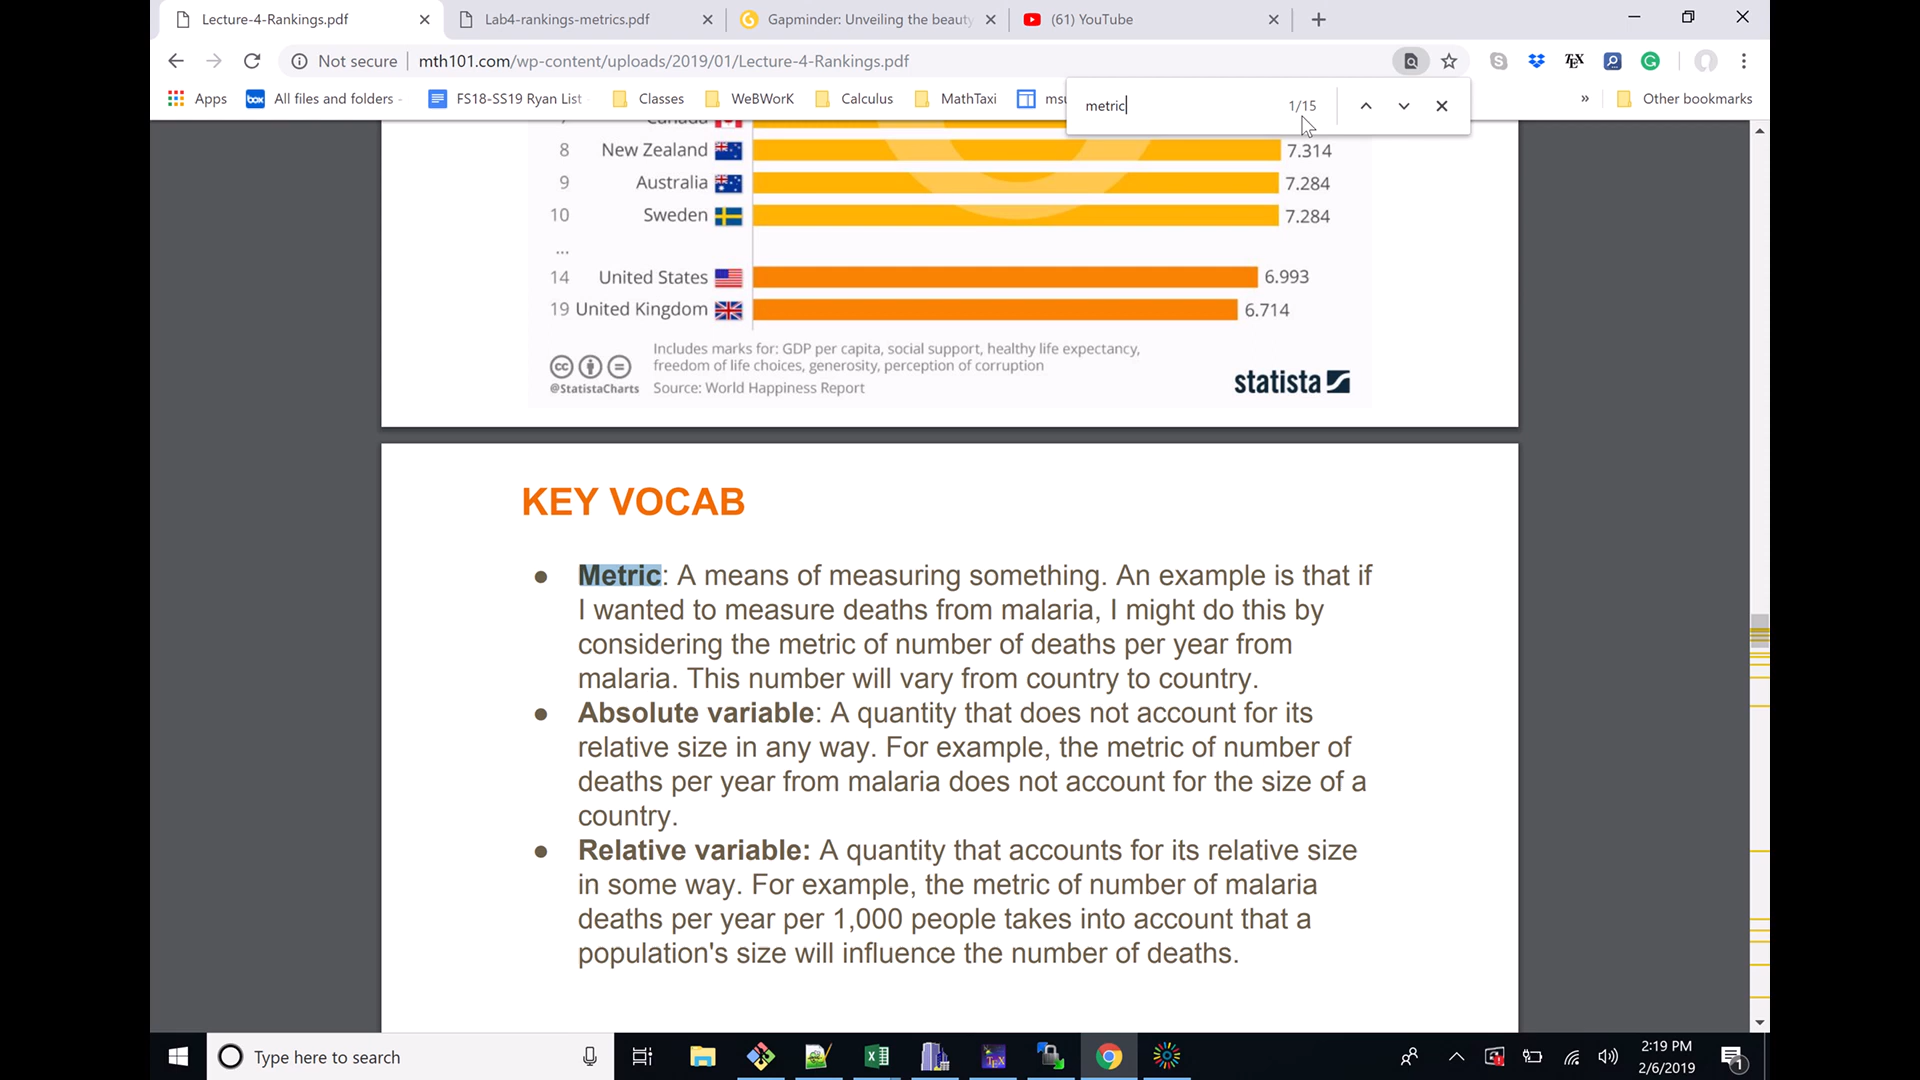 Lecture-4-Rankings.pdf
Lab4-rankings-metrics.pdf
Gapminder: Unveiling the beauty
(61) YouTube
Not secure
mth101.com/wp-content/uploads/2019/01/Lecture-4-Rankings.pdf
Apps
box
All files and folders -
FS18-SS19 Ryan List
Classes
WeBWorK
Calculus
MathTaxi
msu
»
Other bookmarks
metric
1/15
Canada
8 New Zealand 7.314
9 Australia 7.284
10 Sweden 7.284
...
14 United States 6.993
19 United Kingdom 6.714
Includes marks for: GDP per capita, social support, healthy life expectancy,
freedom of life choices, generosity, perception of corruption
@StatistaCharts Source: World Happiness Report
statista
KEY VOCAB
● Metric: A means of measuring something. An example is that if
I wanted to measure deaths from malaria, I might do this by
considering the metric of number of deaths per year from
malaria. This number will vary from country to country.
● Absolute variable: A quantity that does not account for its
relative size in any way. For example, the metric of number of
deaths per year from malaria does not account for the size of a
country.
● Relative variable: A quantity that accounts for its relative size
in some way. For example, the metric of number of malaria
deaths per year per 1,000 people takes into account that a
population's size will influence the number of deaths.
Type here to search
2:19 PM
2/6/2019
1